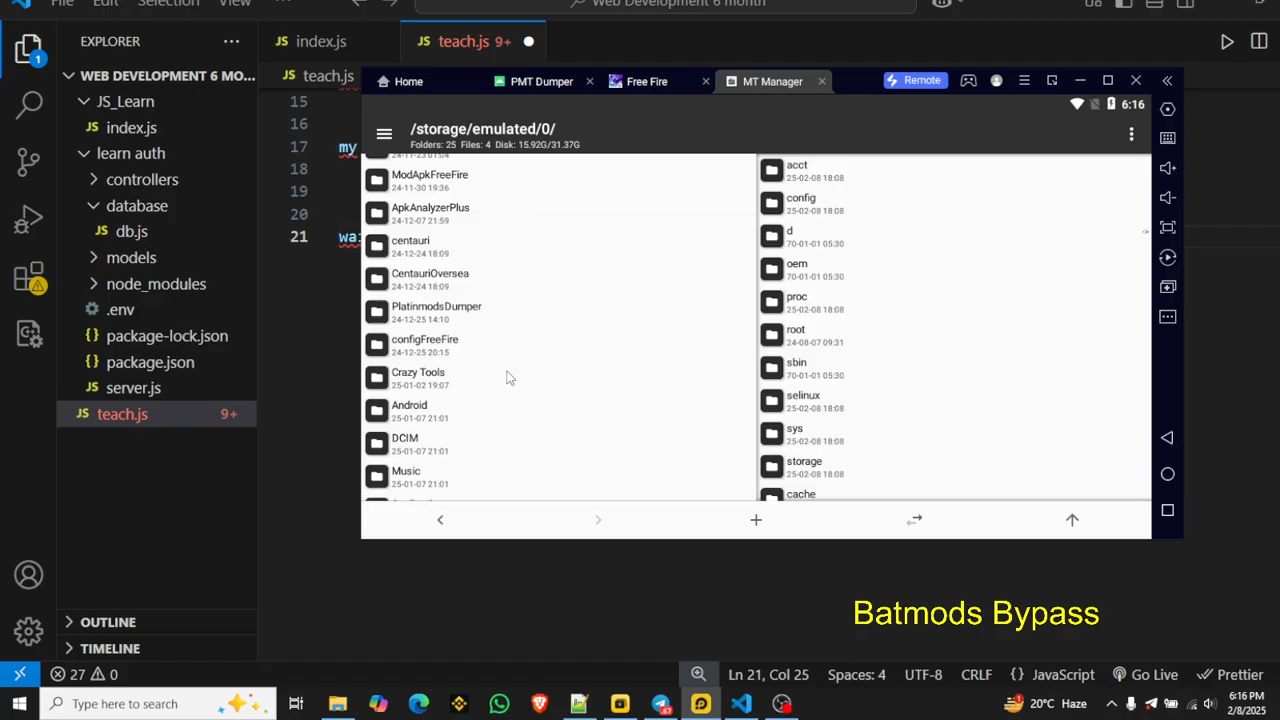 File Edit Selection View
Web Development 6 month
EXPLORER
WEB DEVELOPMENT 6 MO...
JS_Learn
index.js
learn auth
controllers
database
db.js
models
node_modules
.env
package-lock.json
package.json
server.js
teach.js 9+
OUTLINE
TIMELINE
1
index.js
teach.js 9+
teach.js
15
16
17 my
18
19
20
21
Home
PMT Dumper
Free Fire
MT Manager
Remote
6:16
/storage/emulated/0/
Folders: 25 Files: 4 Disk: 15.92G/31.37G
24-11-23 01:04
ModApkFreeFire
24-11-30 19:36
ApkAnalyzerPlus
24-12-07 21:59
centauri
24-12-24 18:09
CentauriOversea
24-12-24 18:09
PlatinmodsDumper
24-12-25 14:10
configFreeFire
24-12-25 20:15
Crazy Tools
25-01-02 19:07
Android
25-01-07 21:01
DCIM
25-01-07 21:01
Music
25-01-07 21:01
acct
25-02-08 18:08
config
25-02-08 18:08
d
70-01-01 05:30
->
oem
70-01-01 05:30
proc
25-02-08 18:08
root
24-08-07 09:31
sbin
70-01-01 05:30
selinux
25-02-08 18:08
sys
25-02-08 18:08
storage
25-02-08 18:08
cache
Batmods Bypass
27 0
Ln 21, Col 25
Spaces: 4
UTF-8
CRLF
{} JavaScript
Go Live
Prettier
Type here to search
47
20°C Haze
6:16 PM
2/8/2025